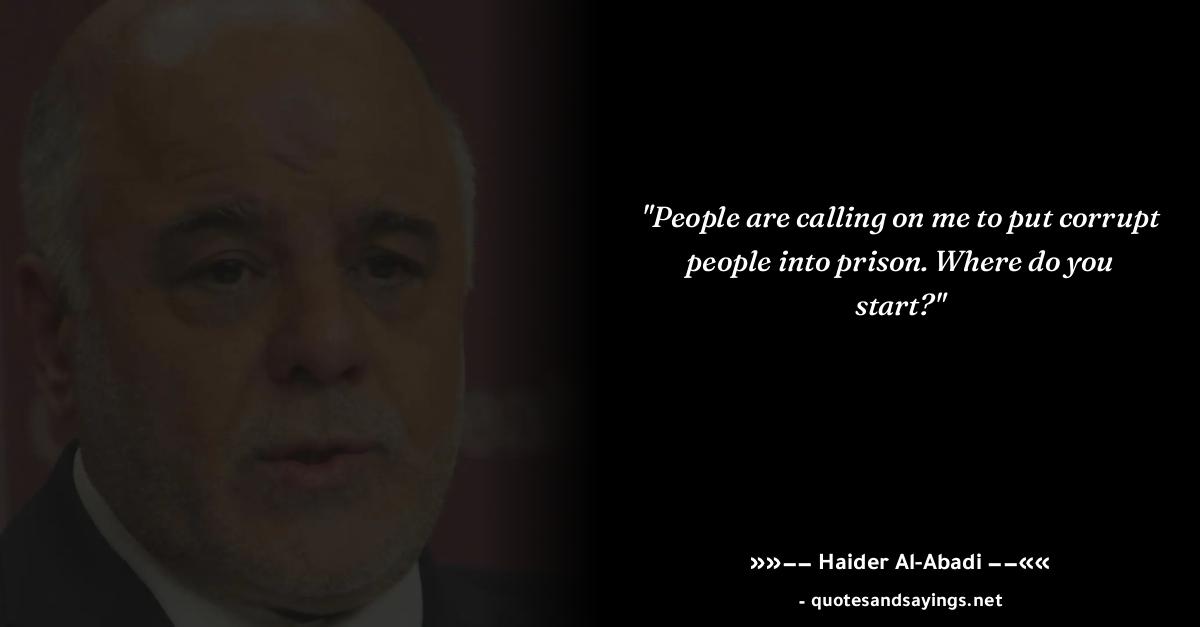 "People are calling on me to put corrupt
people into prison. Where do you
start?"
»»–– Haider Al-Abadi ––««
- quotesandsayings.net